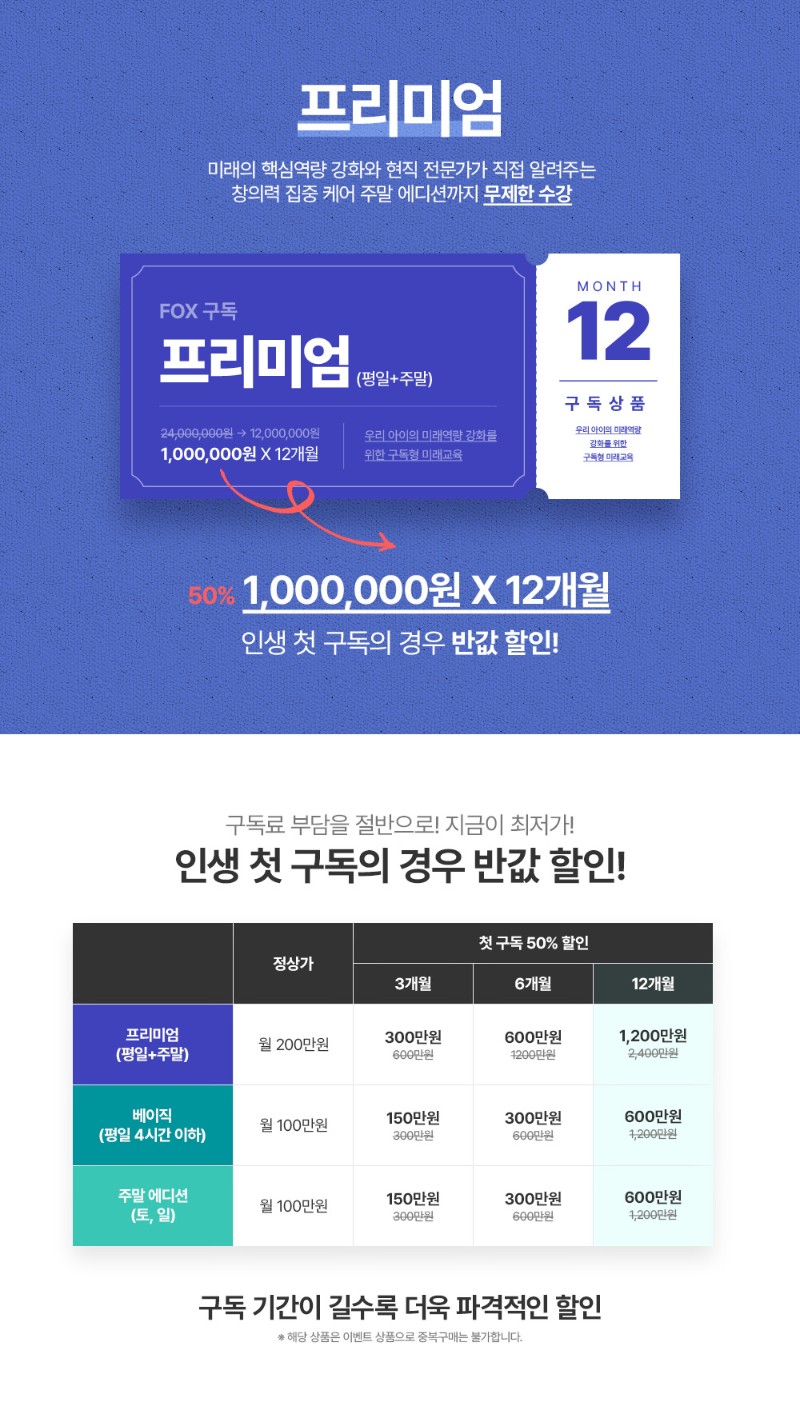 프리미엄
미래의 핵심역량 강화와 현직 전문가가 직접 알려주는
창의력 집중 케어 주말 에디션까지 무제한 수강
FOX 구독
프리미엄 (평일+주말)
24,000,000원 → 12,000,000원
1,000,000원 X 12개월
우리 아이의 미래역량 강화를
위한 구독형 미래교육
MONTH
12
구독상품
우리 아이의 미래역량
강화를 위한
구독형 미래교육
50% 1,000,000원 X 12개월
인생 첫 구독의 경우 반값 할인!
구독료 부담을 절반으로! 지금이 최저가!
인생 첫 구독의 경우 반값 할인!
정상가
첫 구독 50% 할인
3개월 6개월 12개월
프리미엄
(평일+주말)
월 200만원
300만원
600만원
600만원
1200만원
1,200만원
2,400만원
베이직
(평일 4시간 이하)
월 100만원
150만원
300만원
300만원
600만원
600만원
1,200만원
주말 에디션
(토, 일)
월 100만원
150만원
300만원
300만원
600만원
600만원
1,200만원
구독 기간이 길수록 더욱 파격적인 할인
※ 해당 상품은 이벤트 상품으로 중복구매는 불가합니다.